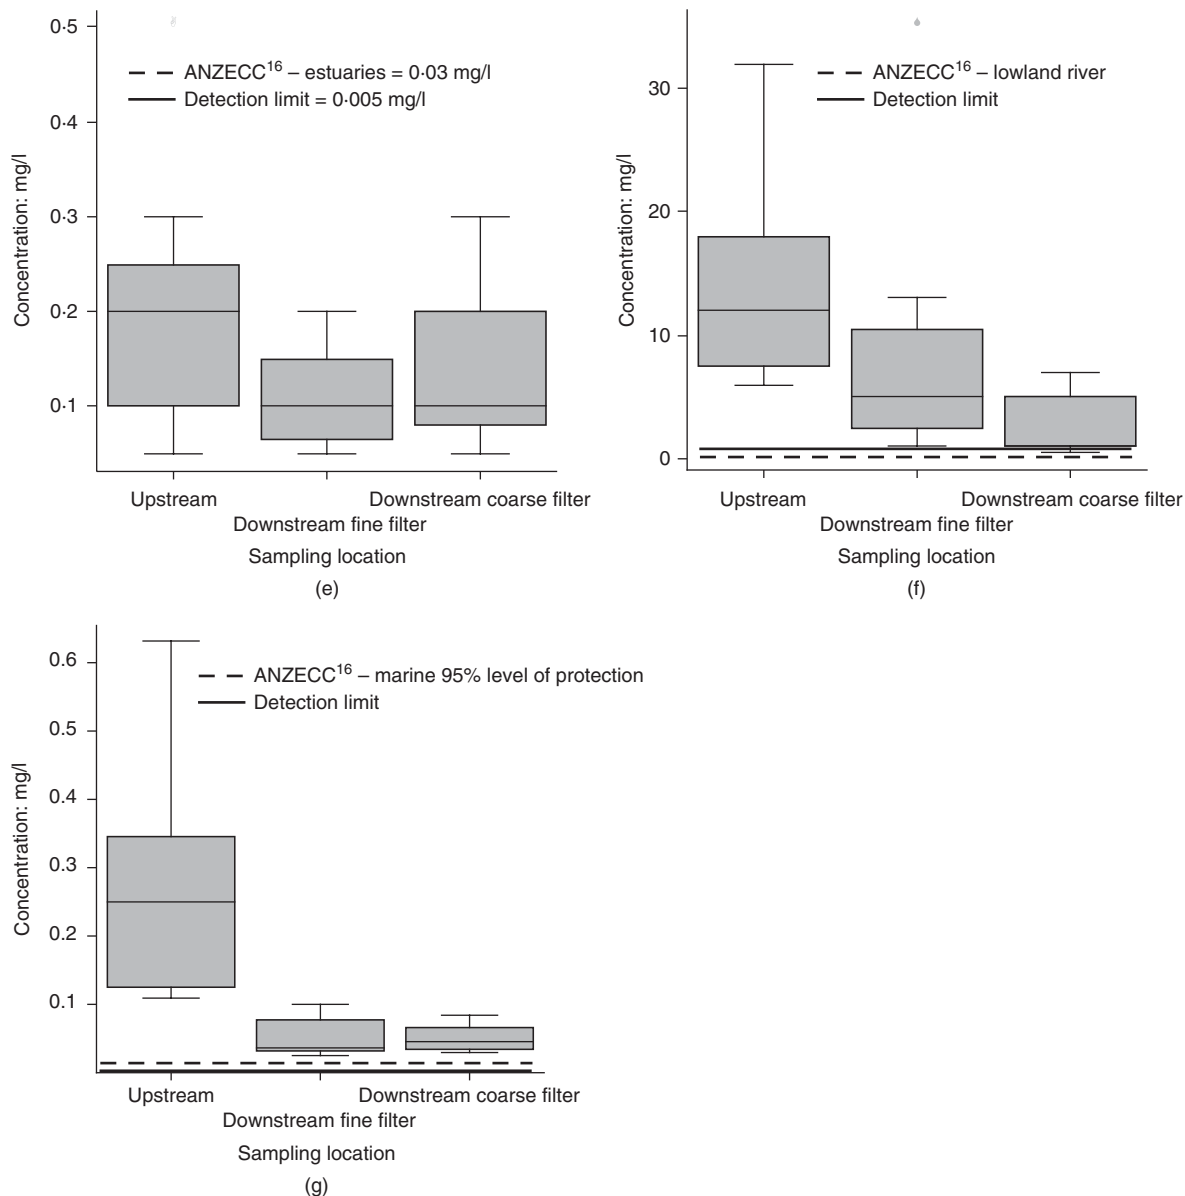 0·5
0·4
0·3
0·2
0·1
Concentration: mg/l
ANZECC16 – estuaries = 0·03 mg/l
Detection limit = 0·005 mg/l
Upstream
Downstream coarse filter
Downstream fine filter
Sampling location
(e)
30
20
10
0
Concentration: mg/l
ANZECC16 – lowland river
Detection limit
Upstream
Downstream coarse filter
Downstream fine filter
Sampling location
(f)
0.6
0.5
0.4
0.3
0.2
0.1
Concentration: mg/l
ANZECC16 – marine 95% level of protection
Detection limit
Upstream
Downstream coarse filter
Downstream fine filter
Sampling location
(g)